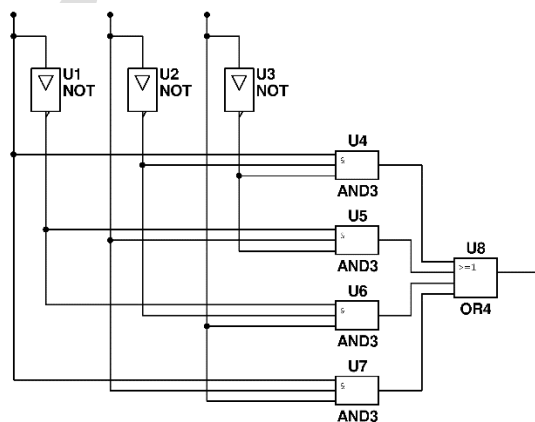 U1
NOT
U2
NOT
U3
NOT
U4
&
AND3
U5
&
AND3
U8
>=1
OR4
U6
&
AND3
U7
&
AND3